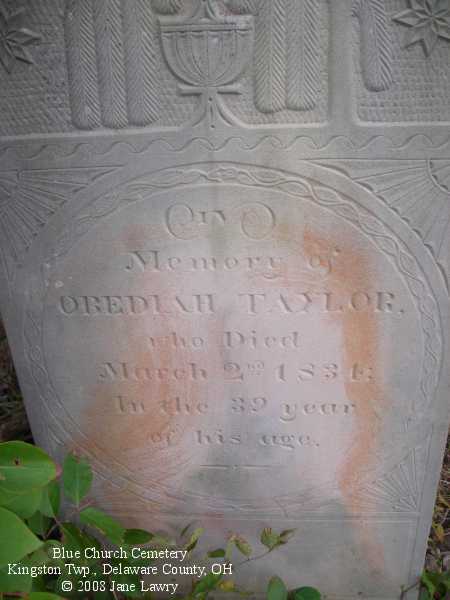 IN
Memory of
OBEDIAH TAYLOR,
who Died
March 2nd 1834;
In the 39 year
of his age.
Blue Church Cemetery
Kingston Twp., Delaware County, OH
© 2008 Jane Lawry